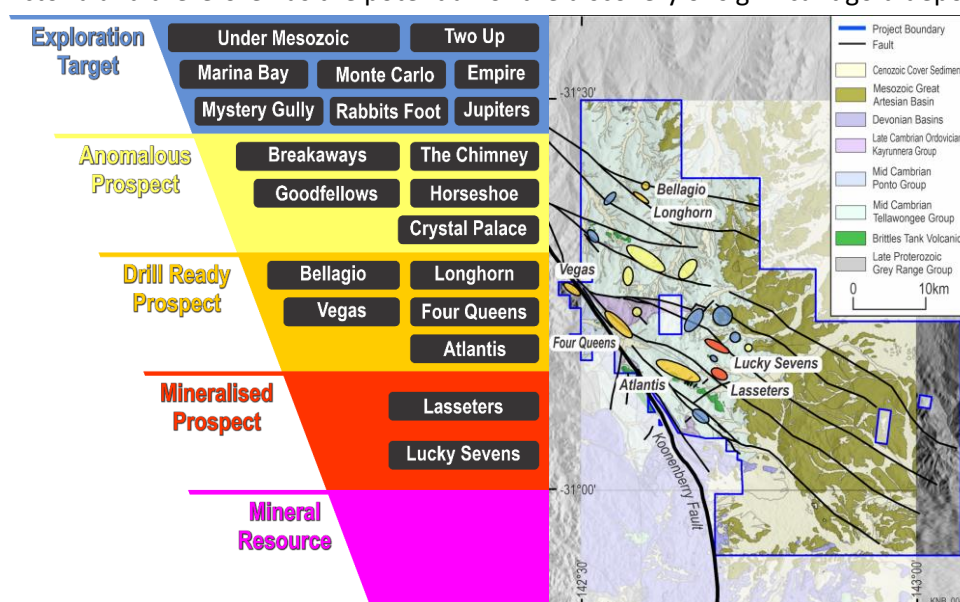 Exploration
Target
Under Mesozoic
Two Up
Marina Bay
Monte Carlo
Empire
Mystery Gully
Rabbits Foot
Jupiters
Anomalous
Prospect
Breakaways
The Chimney
Goodfellows
Horseshoe
Crystal Palace
Drill Ready
Prospect
Bellagio
Longhorn
Vegas
Four Queens
Atlantis
Mineralised
Prospect
Lasseters
Lucky Sevens
Mineral
Resource
-31°30'
Bellagio
Longhorn
Vegas
Four Queens
Lucky Sevens
Lasseters
Atlantis
Koonenberry Fault
-31°00'
142°30'
143°00'
Project Boundary
Fault
Cenozoic Cover Sedimen
Mesozoic Great
Artesian Basin
Devonian Basins
Late Cambrian Ordovician
Kayrunnera Group
Mid Cambrian
Ponto Group
Mid Cambrian
Tellawongee Group
Brittles Tank Volcanic
Late Proterozoic
Grey Range Group
0 10km